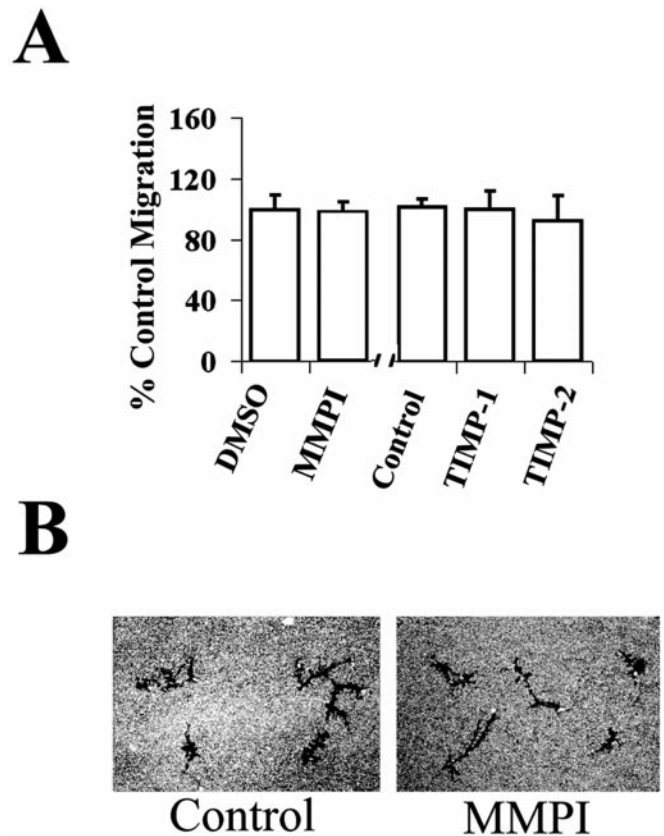 A
% Control Migration
160
120
80
40
0
DMSO
MMPI
Control
TIMP-1
TIMP-2
B
Control
MMPI